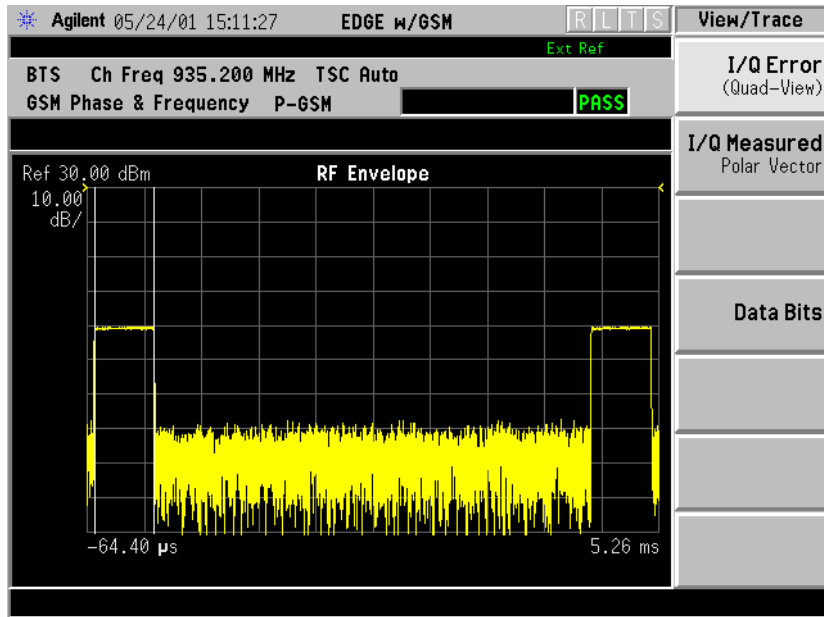 Agilent 05/24/01 15:11:27 EDGE w/GSM R L T S View/Trace
Ext Ref
BTS Ch Freq 935.200 MHz TSC Auto
GSM Phase & Frequency P-GSM PASS
I/Q Error
(Quad-View)
I/Q Measured
Polar Vector
Data Bits
Ref 30.00 dBm RF Envelope
10.00
dB/
-64.40 µs 5.26 ms